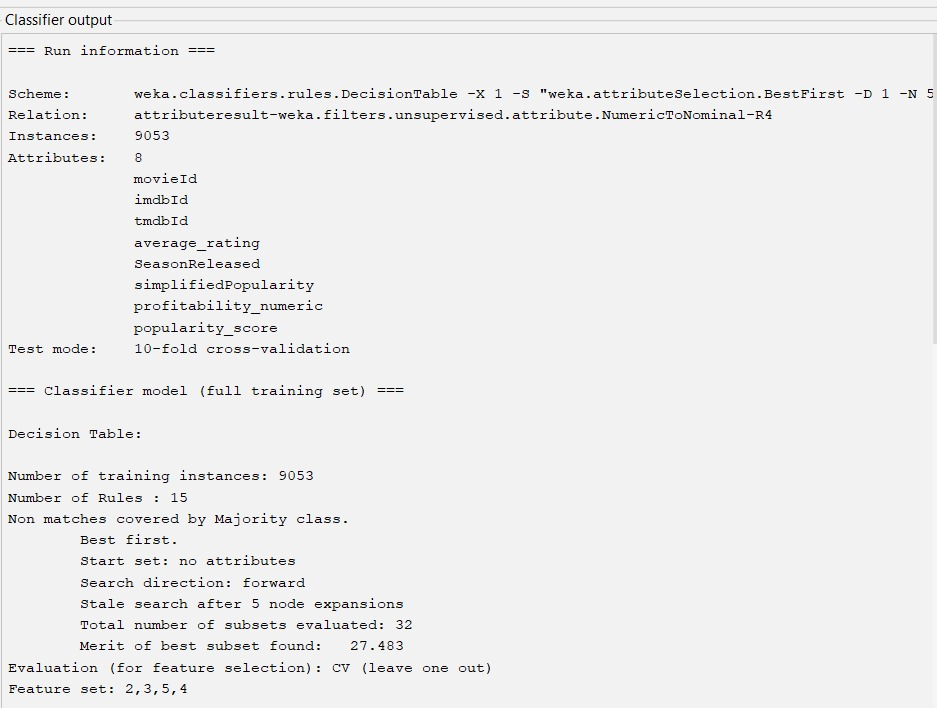 Classifier output
=== Run information ===
Scheme: weka.classifiers.rules.DecisionTable -X 1 -S "weka.attributeSelection.BestFirst -D 1 -N 5
Relation: attributeresult-weka.filters.unsupervised.attribute.NumericToNominal-R4
Instances: 9053
Attributes: 8
movieId
imdbId
tmdbId
average_rating
SeasonReleased
simplifiedPopularity
profitability_numeric
popularity_score
Test mode: 10-fold cross-validation
=== Classifier model (full training set) ===
Decision Table:
Number of training instances: 9053
Number of Rules : 15
Non matches covered by Majority class.
Best first.
Start set: no attributes
Search direction: forward
Stale search after 5 node expansions
Total number of subsets evaluated: 32
Merit of best subset found: 27.483
Evaluation (for feature selection): CV (leave one out)
Feature set: 2,3,5,4